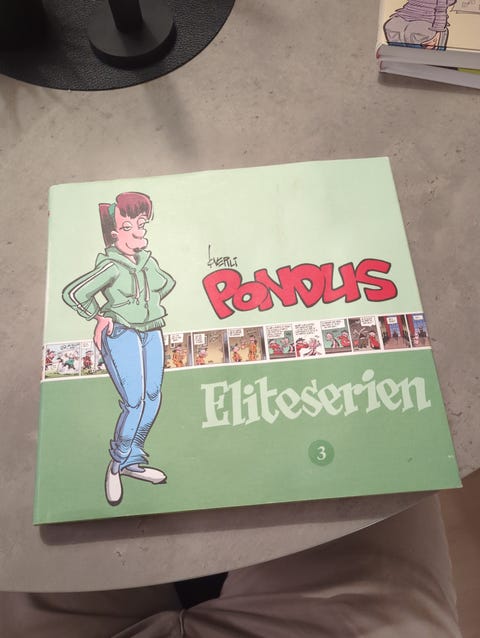 Øverli
PONDUS
Eliteserien
3